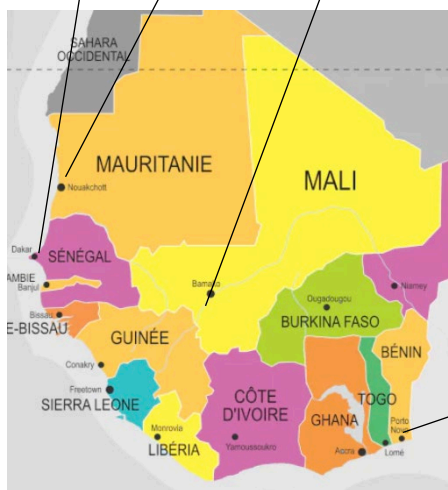 SAHARA
OCCIDENTAL
MAURITANIE
Nouakchott
MALI
Dakar
SÉNÉGAL
AMBIE
Banjul
Bamako
Niamey
Bissau
E-BISSAU
Ougadougou
BURKINA FASO
GUINÉE
BÉNIN
Conakry
Freetown
SIERRA LEONE
CÔTE
D'IVOIRE
TOGO
GHANA
Porto
Novo
Monrovia
LIBÉRIA
Yamoussoukro
Accra
Lomé